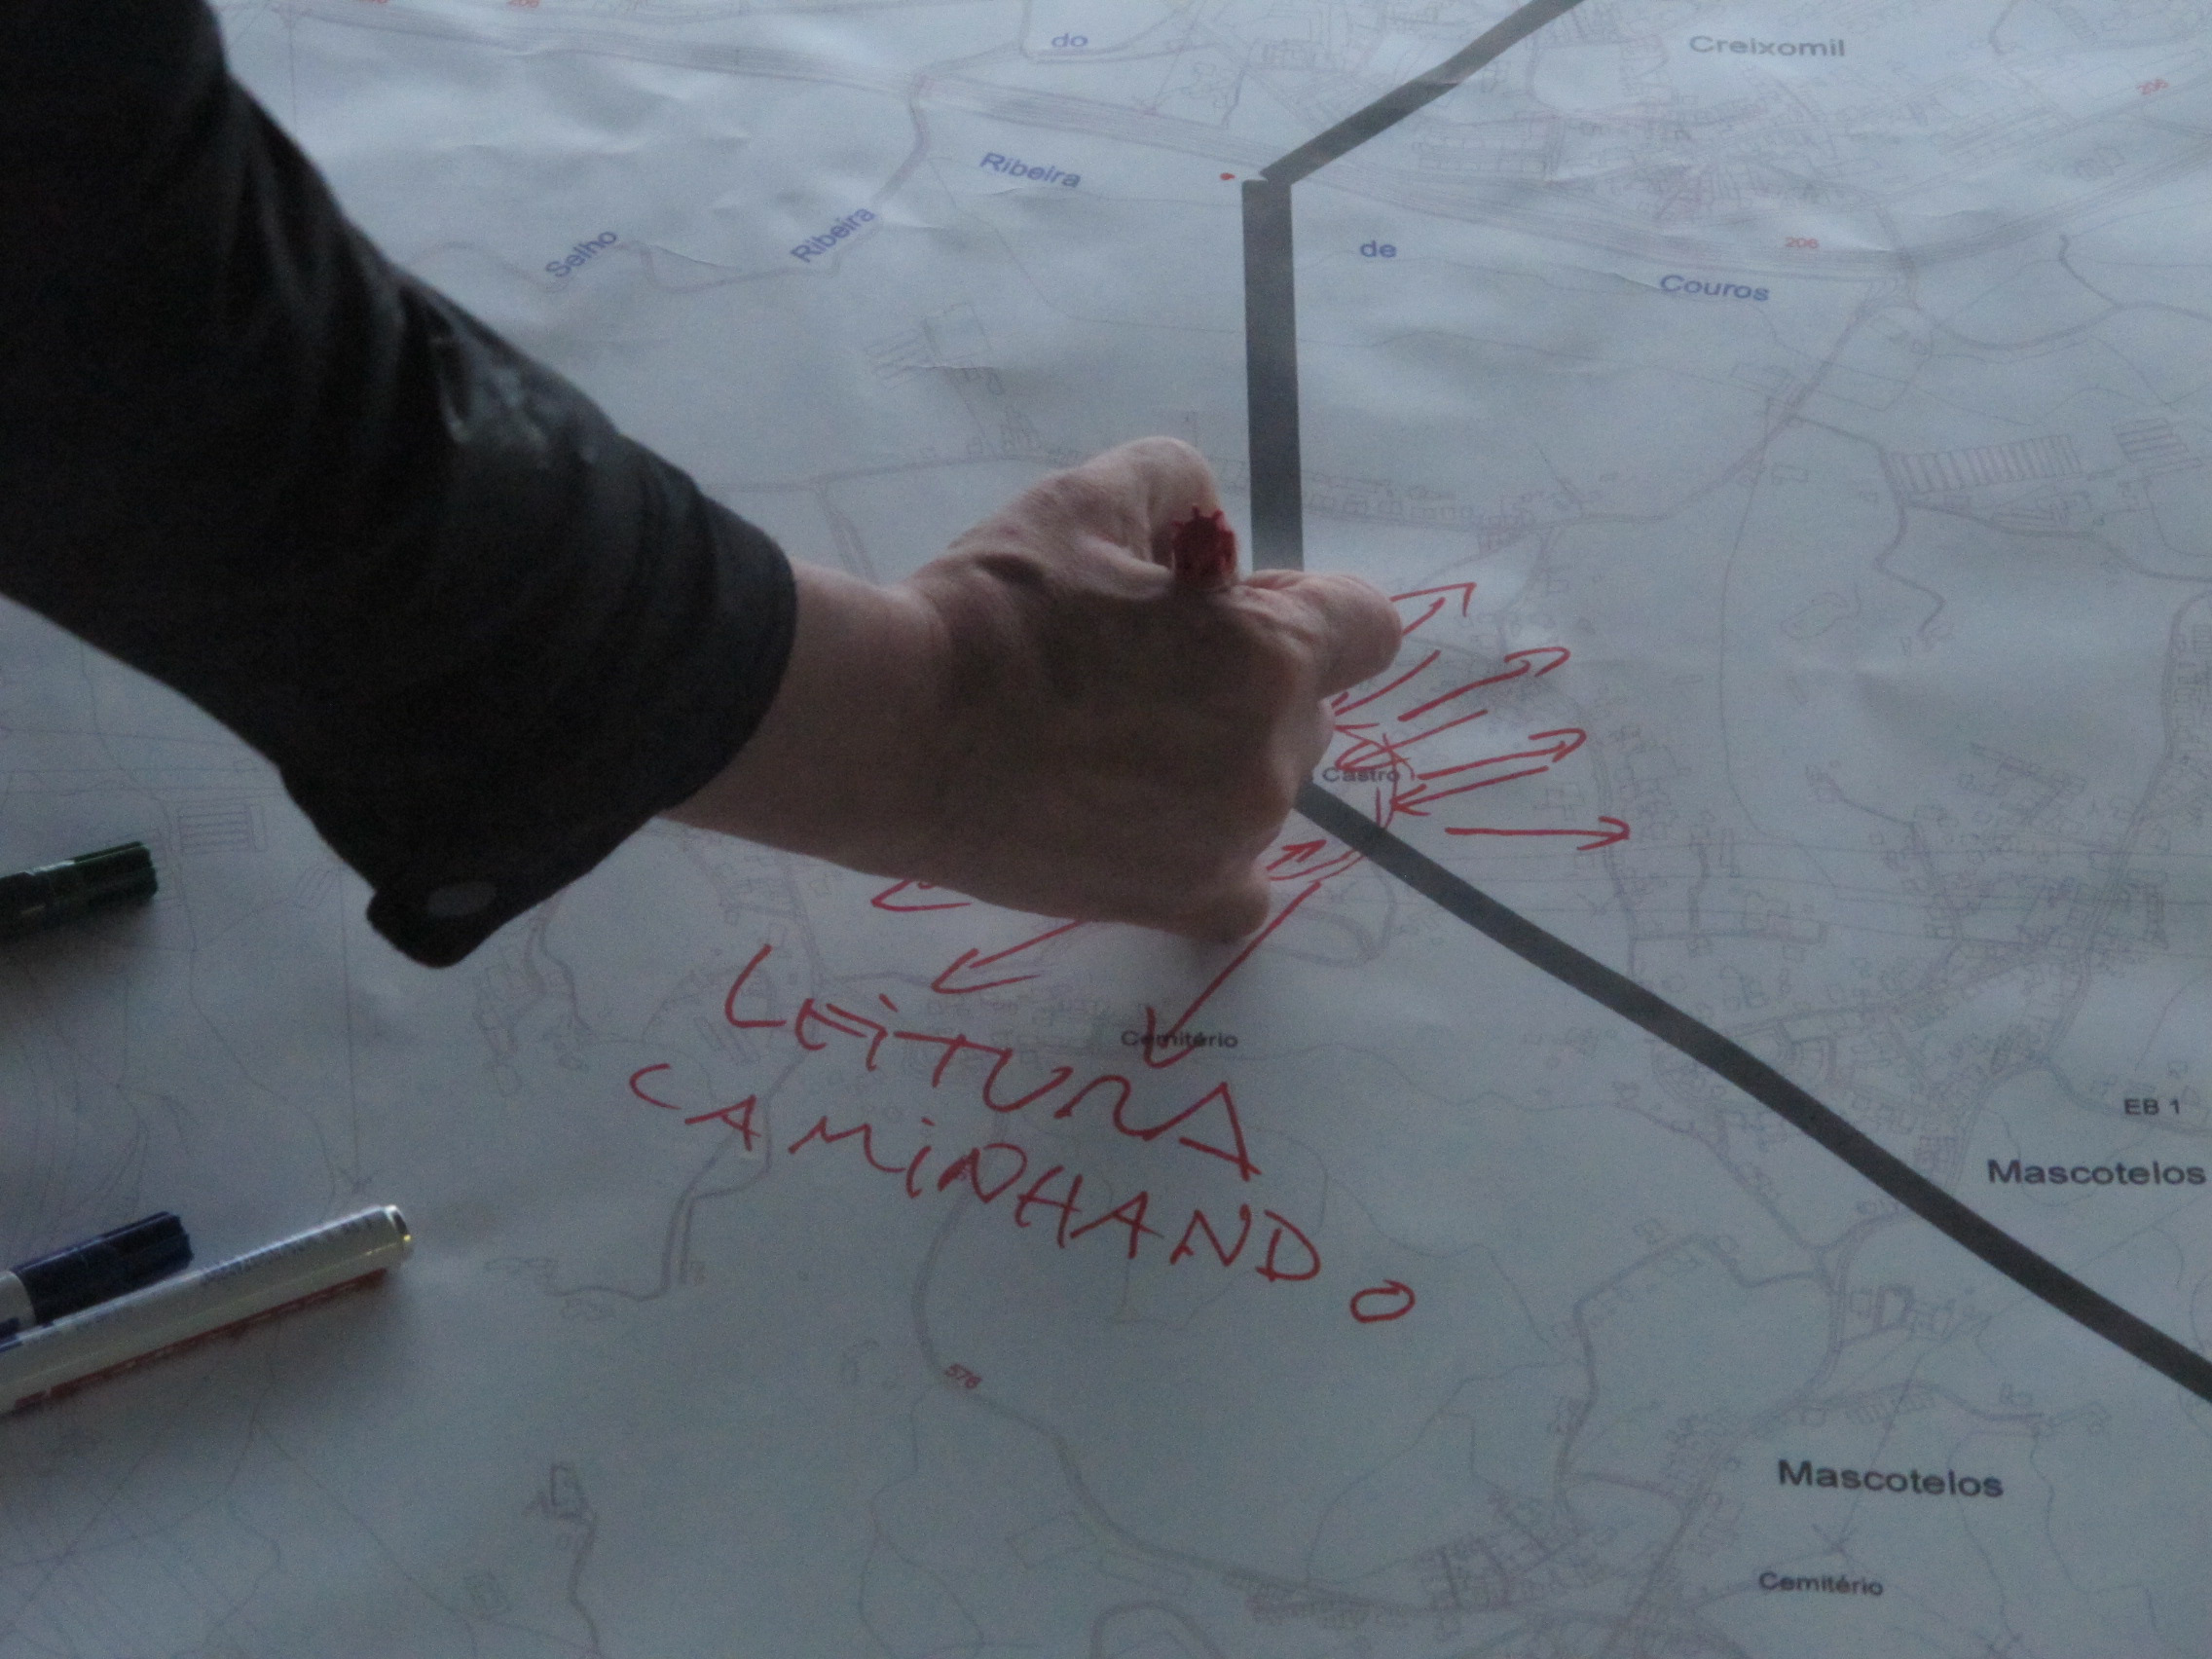 do
Creixomil
206
Ribeira
Selho
Ribeira
de
206
Couros
Castro
Cemitério
LEiTURA
CAMiNHANDO
EB 1
Mascotelos
576
Mascotelos
Cemitério